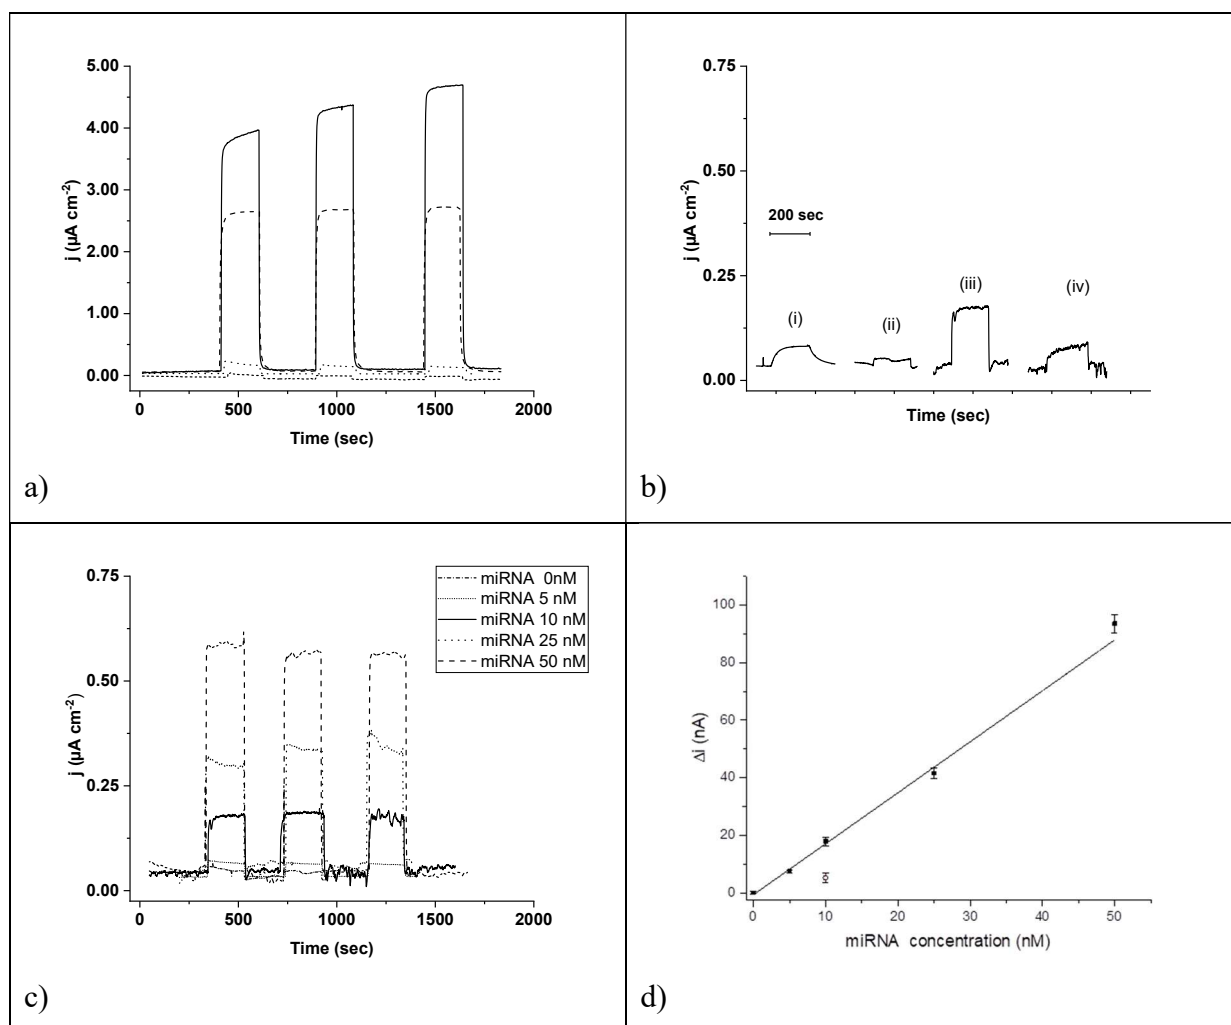 5.00
4.00
3.00
2.00
1.00
0.00
j (µA cm⁻²)
0 500 1000 1500 2000
Time (sec)
a)
0.75
0.50
0.25
0.00
j (µA cm⁻²)
200 sec
(i) (ii) (iii) (iv)
Time (sec)
b)
0.75
0.50
0.25
0.00
j (µA cm⁻²)
miRNA 0nM
miRNA 5 nM
miRNA 10 nM
miRNA 25 nM
miRNA 50 nM
0 500 1000 1500 2000
Time (sec)
c)
100
80
60
40
20
0
Δi (nA)
0 10 20 30 40 50
miRNA concentration (nM)
d)